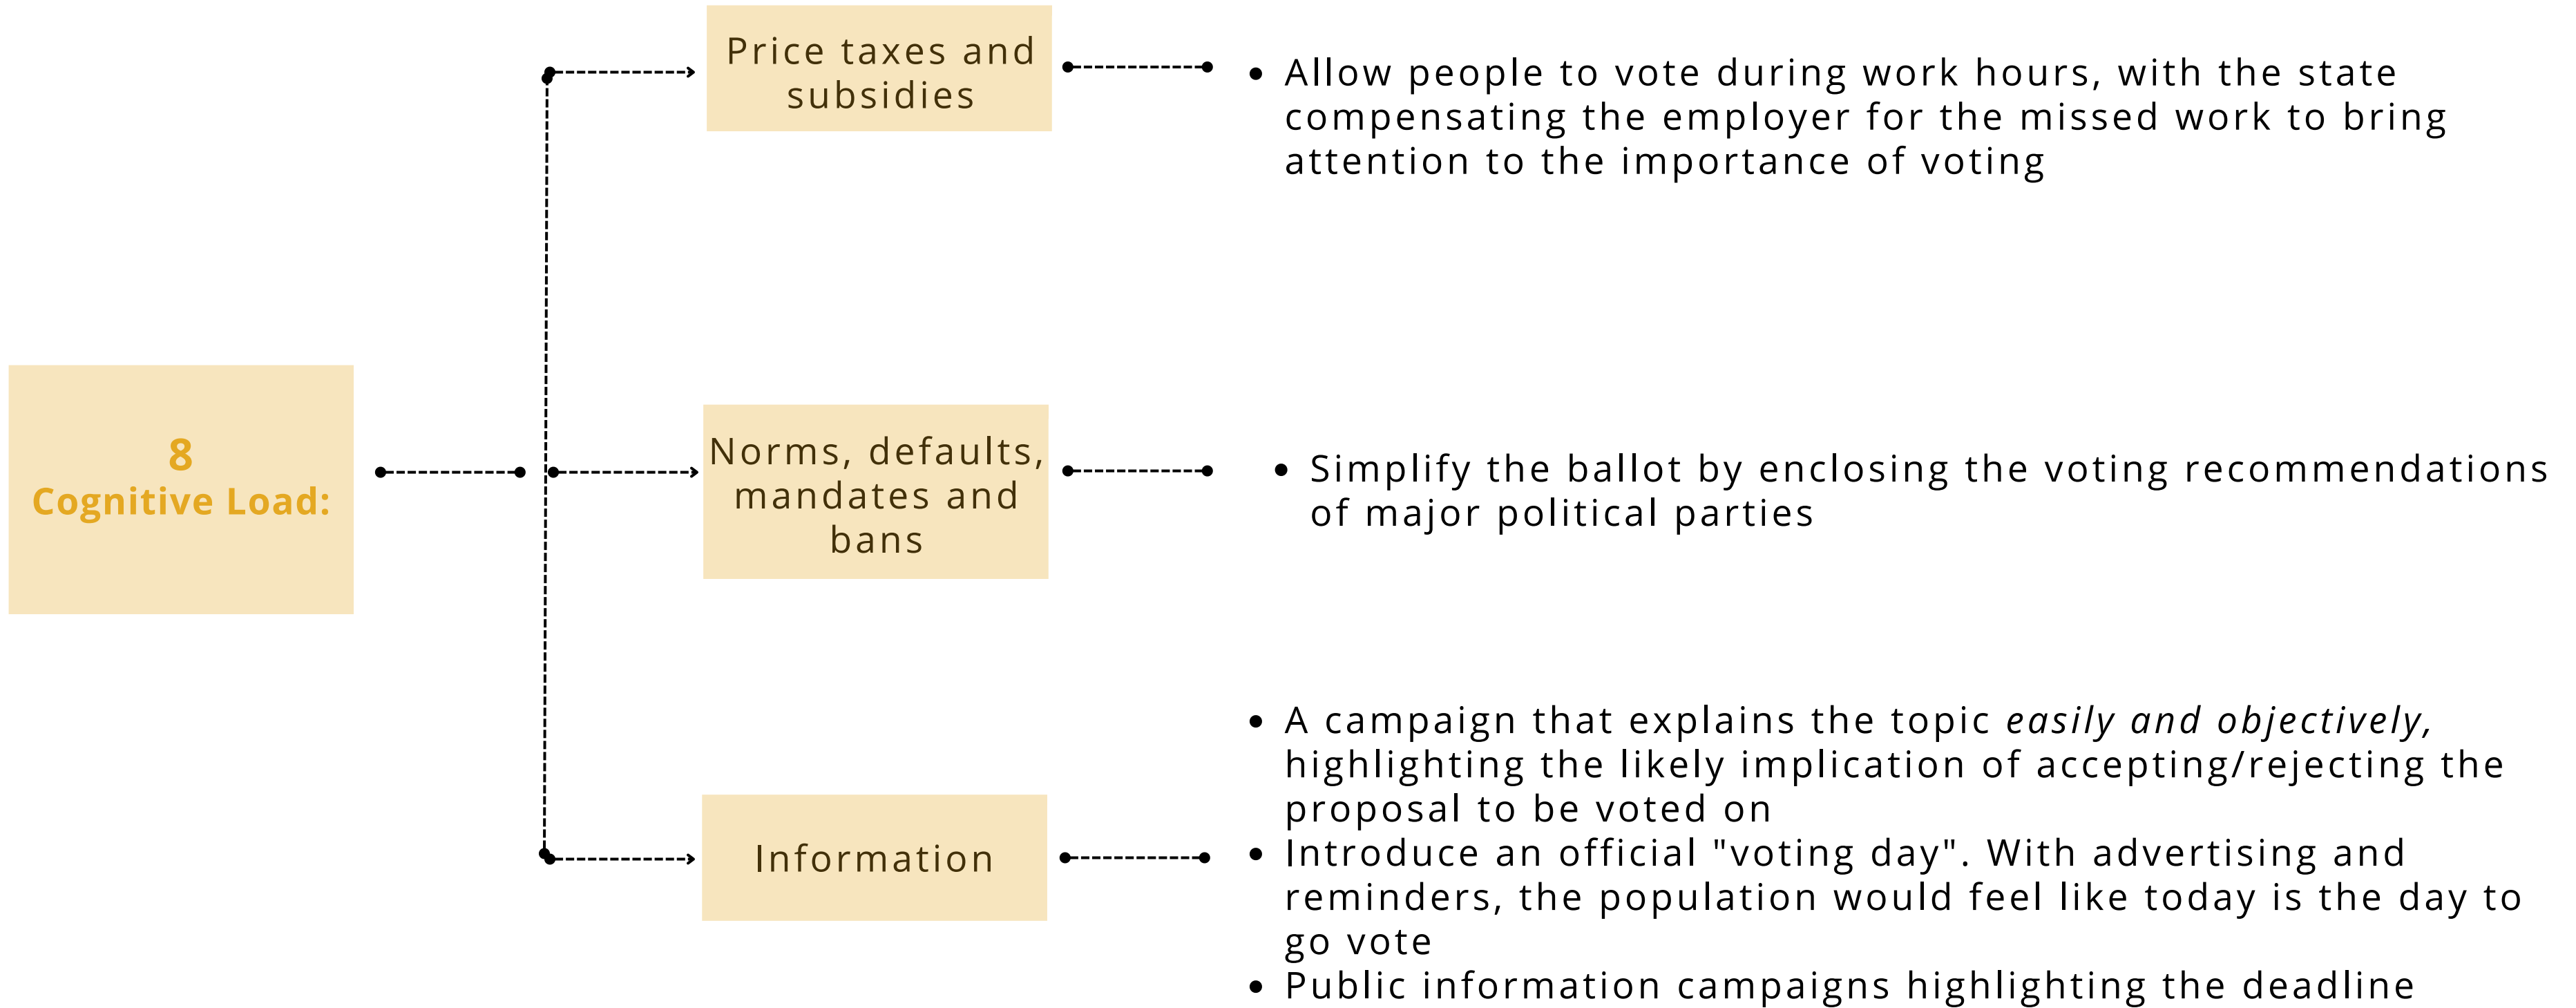 Price taxes and
subsidies
• Allow people to vote during work hours, with the state
compensating the employer for the missed work to bring
attention to the importance of voting
8
Cognitive Load:
Norms, defaults,
mandates and
bans
• Simplify the ballot by enclosing the voting recommendations
of major political parties
Information
• A campaign that explains the topic easily and objectively,
highlighting the likely implication of accepting/rejecting the
proposal to be voted on
• Introduce an official "voting day". With advertising and
reminders, the population would feel like today is the day to
go vote
• Public information campaigns highlighting the deadline